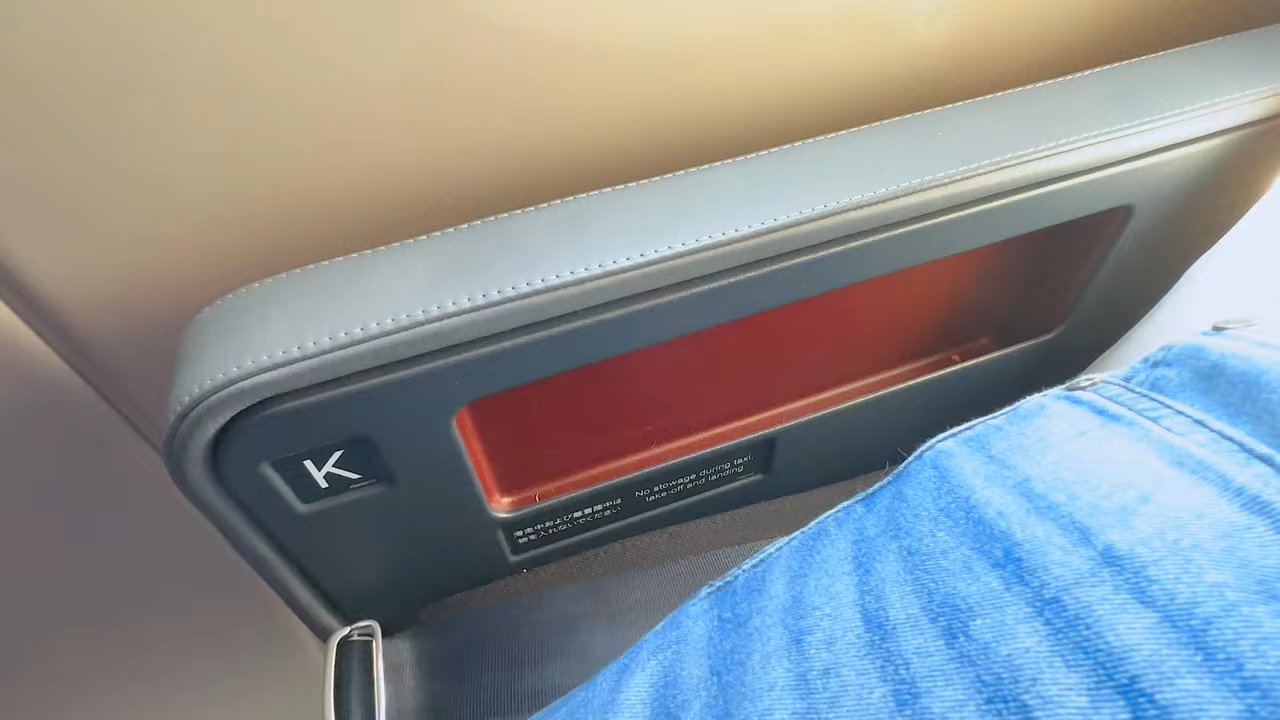 K
滑走中および離着陸中は
物を入れないでください
No stowage during taxi,
take-off and landing